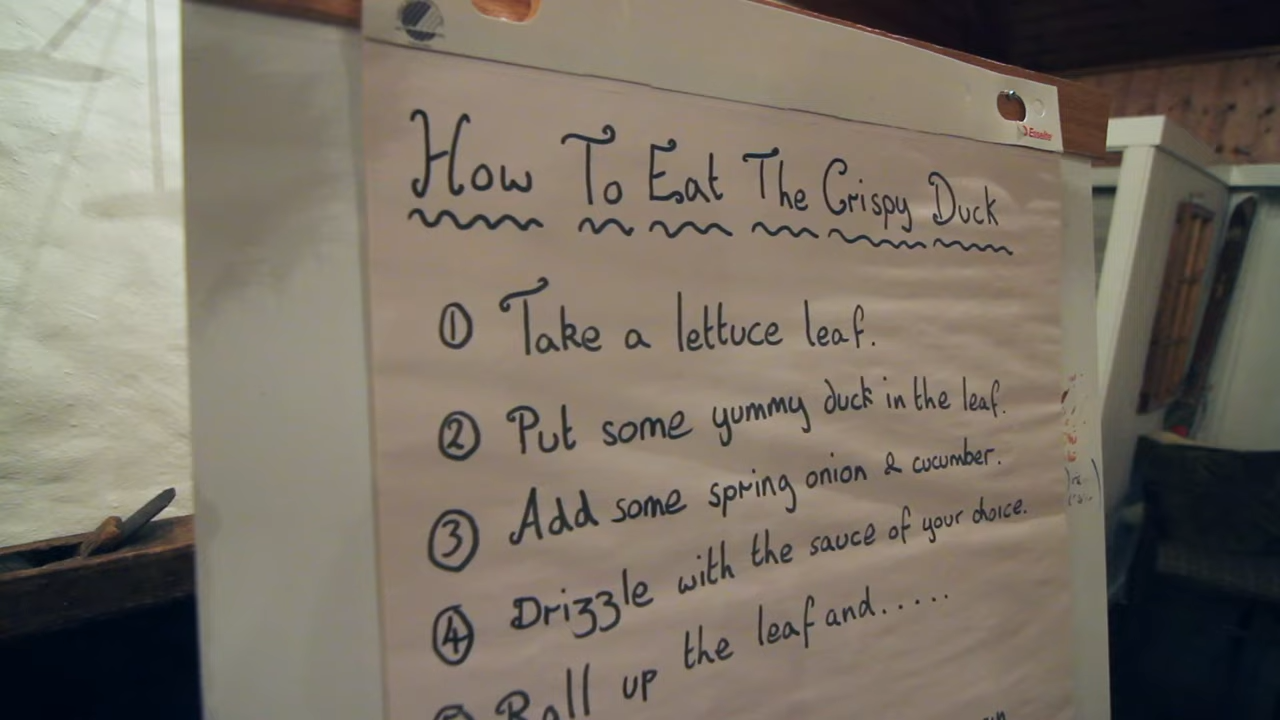 Esselte
How To Eat The Crispy Duck
① Take a lettuce leaf.
② Put some yummy duck in the leaf.
③ Add some spring onion & cucumber.
④ Drizzle with the sauce of your choice.
Roll up the leaf and.....